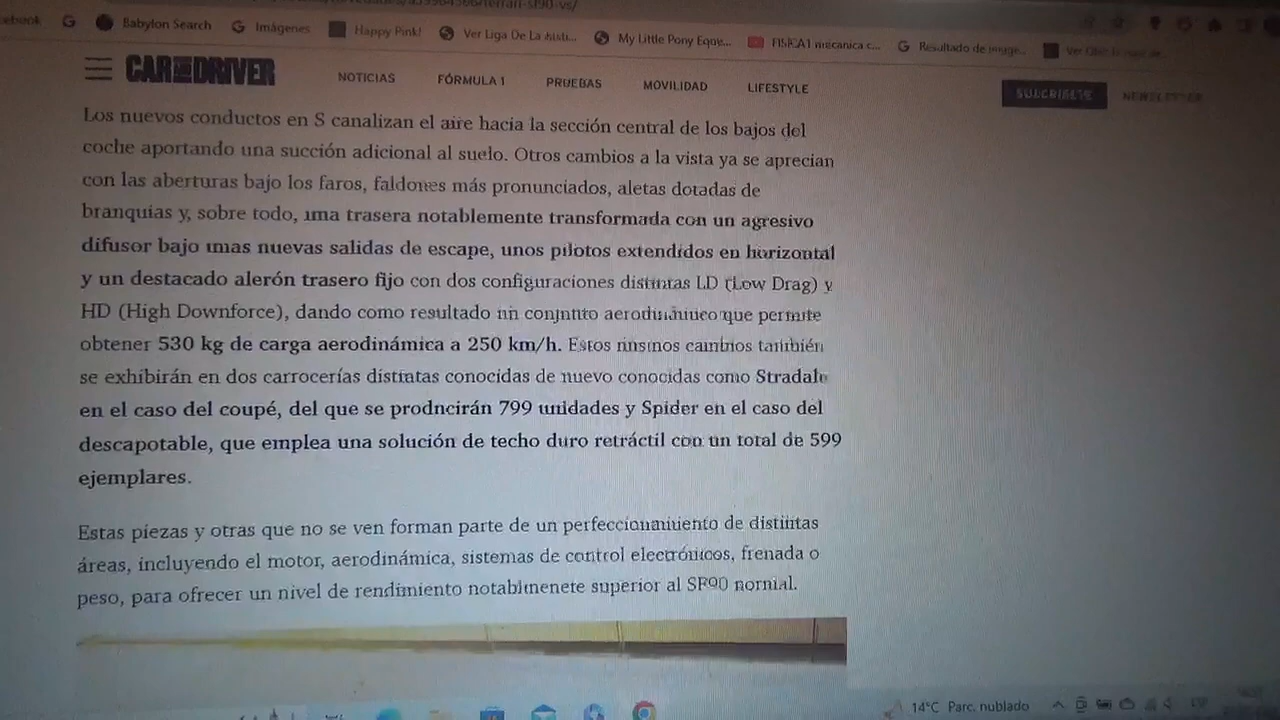 ebook
Babylon Search
Imágenes
Happy Pink!
Ver Liga De La Justi...
My Little Pony Eque...
FISICA1 mecanica c...
Resultado de image...
CAR AND DRIVER
NOTICIAS
FÓRMULA 1
PRUEBAS
MOVILIDAD
LIFESTYLE
SUSCRÍBETE
NEWSLETTER
Los nuevos conductos en S canalizan el aire hacia la sección central de los bajos del
coche aportando una succión adicional al suelo. Otros cambios a la vista ya se aprecian
con las aberturas bajo los faros, faldones más pronunciados, aletas dotadas de
branquias y, sobre todo, una trasera notablemente transformada con un agresivo
difusor bajo unas nuevas salidas de escape, unos pilotos extendidos en horizontal
y un destacado alerón trasero fijo con dos configuraciones distintas LD (Low Drag) y
HD (High Downforce), dando como resultado un conjunto aerodinámico que permite
obtener 530 kg de carga aerodinámica a 250 km/h. Estos mismos cambios también
se exhibirán en dos carrocerías distintas conocidas de nuevo conocidas como Stradale
en el caso del coupé, del que se producirán 799 unidades y Spider en el caso del
descapotable, que emplea una solución de techo duro retráctil con un total de 599
ejemplares.
Estas piezas y otras que no se ven forman parte de un perfeccionamiento de distintas
áreas, incluyendo el motor, aerodinámica, sistemas de control electrónicos, frenada o
peso, para ofrecer un nivel de rendimiento notablmenete superior al SF90 normal.
14°C Parc. nublado